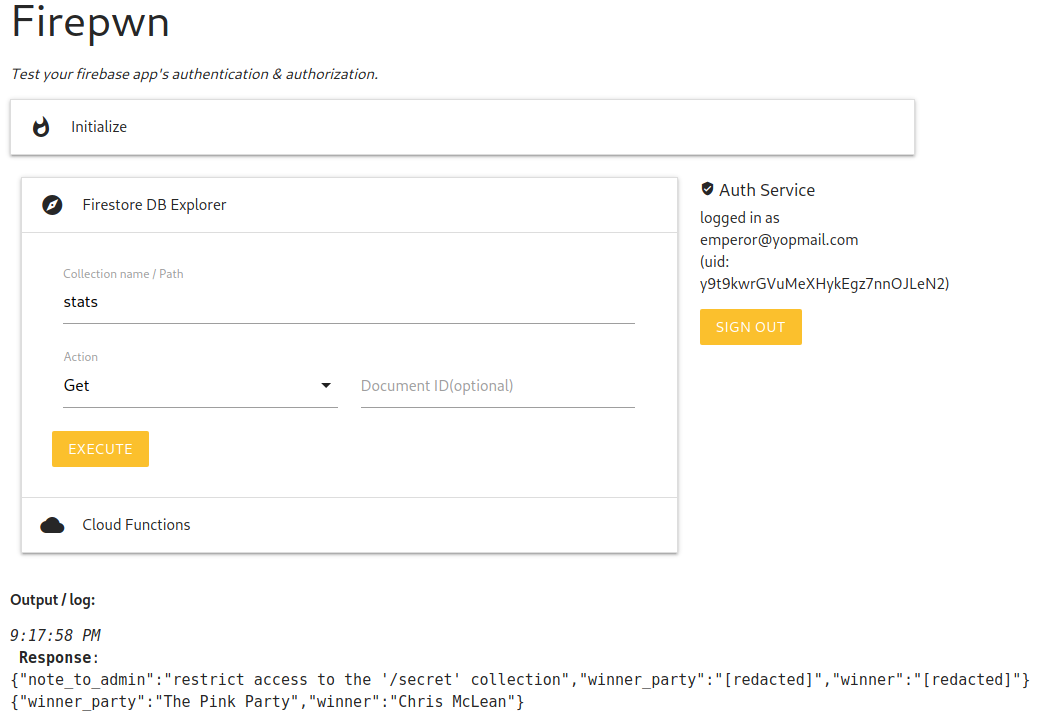 Firepwn
Test your firebase app's authentication & authorization.
Initialize
Firestore DB Explorer
Collection name / Path
stats
Action
Get
Document ID(optional)
EXECUTE
Cloud Functions
Auth Service
logged in as
emperor@yopmail.com
(uid:
y9t9kwrGVuMeXHykEgz7nnOJLeN2)
SIGN OUT
Output / log:
9:17:58 PM
Response:
{"note_to_admin":"restrict access to the '/secret' collection","winner_party":"[redacted]","winner":"[redacted]"}
{"winner_party":"The Pink Party","winner":"Chris McLean"}